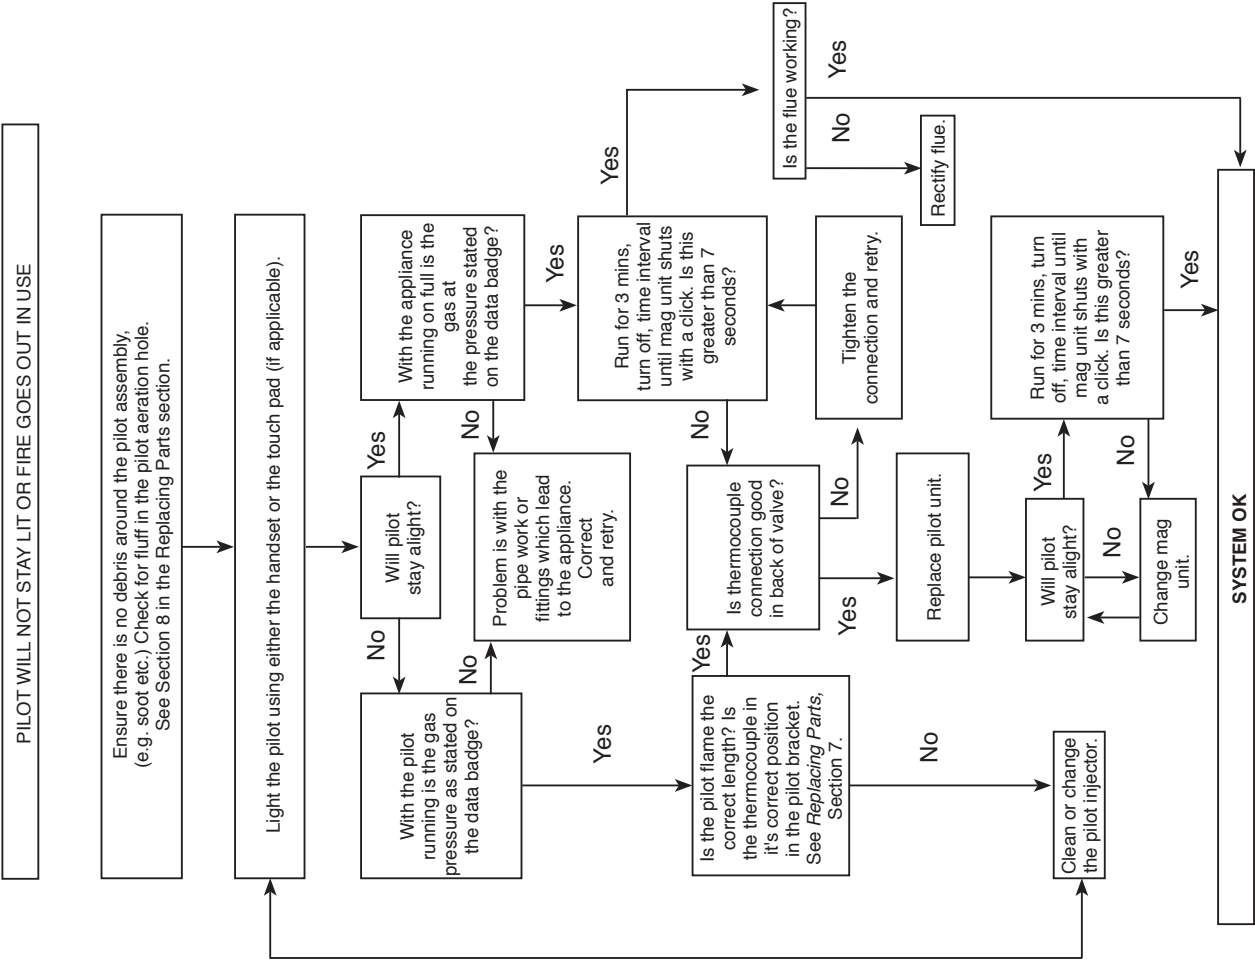 PILOT WILL NOT STAY LIT OR FIRE GOES OUT IN USE
Ensure there is no debris around the pilot assembly,
(e.g. soot etc.) Check for fluff in the pilot aeration hole.
See Section 8 in the Replacing Parts section.
Light the pilot using either the handset or the touch pad (if applicable).
Will pilot
stay alight?
No
Yes
With the pilot
running is the gas
pressure as stated on
the data badge?
With the appliance
running on full is the
gas at
the pressure stated
on the data badge?
No
No
Problem is with the
pipe work or
fittings which lead
to the appliance.
Correct
and retry.
Yes
Yes
Is the pilot flame the
correct length? Is
the thermocouple in
it's correct position
in the pilot bracket.
See Replacing Parts,
Section 7.
Yes
No
Run for 3 mins,
turn off, time interval
until mag unit shuts
with a click. Is this
greater than 7
seconds?
Yes
No
Is thermocouple
connection good
in back of valve?
No
Tighten the
connection and retry.
Yes
Is the flue working?
No
Yes
Rectify flue.
Replace pilot unit.
Clean or change
the pilot injector.
Will pilot
stay alight?
Yes
No
Run for 3 mins, turn
off, time interval until
mag unit shuts with
a click. Is this greater
than 7 seconds?
No
Yes
Change mag
unit.
SYSTEM OK